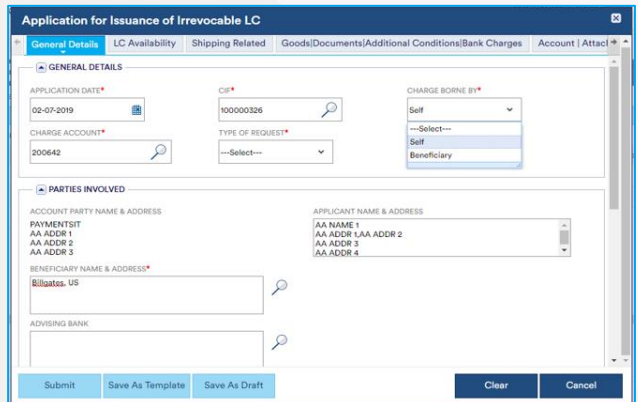 Application for Issuance of Irrevocable LC
General Details LC Availability Shipping Related Goods|Documents|Additional Conditions|Bank Charges Account | Attacl
GENERAL DETAILS
APPLICATION DATE* CIF* CHARGE BORNE BY*
02-07-2019 100000326 Self
CHARGE ACCOUNT* TYPE OF REQUEST* ---Select---
200642 ---Select--- Self
Beneficiary
PARTIES INVOLVED
ACCOUNT PARTY NAME & ADDRESS APPLICANT NAME & ADDRESS
PAYMENTSIT AA NAME 1
AA ADDR 1 AA ADDR 1,AA ADDR 2
AA ADDR 2 AA ADDR 3
AA ADDR 3 AA ADDR 4
BENEFICIARY NAME & ADDRESS*
Billgates, US
ADVISING BANK
Submit Save As Template Save As Draft Clear Cancel